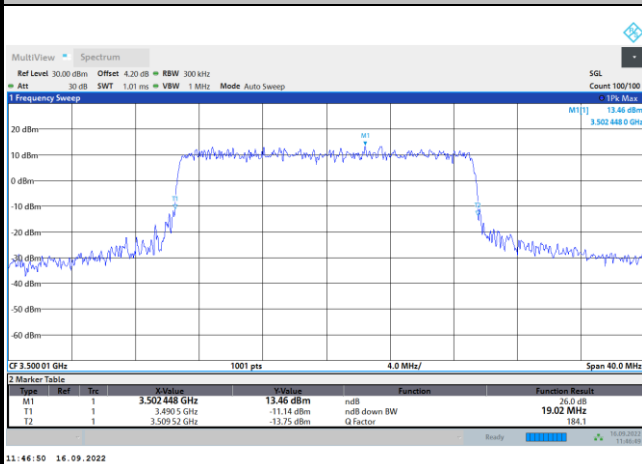 MultiView Spectrum
Ref Level 30.00 dBm Offset 4.20 dB RBW 300 kHz SGL
Att 30 dB SWT 1.01 ms VBW 1 MHz Mode Auto Sweep Count 100/100
1 Frequency Sweep 1Pk Max
M1[1] 13.46 dBm
3.502 448 0 GHz
20 dBm
M1
10 dBm
0 dBm
T1
-10 dBm
T2
-20 dBm
-30 dBm
-40 dBm
-50 dBm
-60 dBm
CF 3.500 01 GHz 1001 pts 4.0 MHz/ Span 40.0 MHz
2 Marker Table
Type Ref Trc X-Value Y-Value Function Function Result
M1 1 3.502 448 GHz 13.46 dBm ndB 26.0 dB
T1 1 3.490 5 GHz -11.14 dBm ndB down BW 19.02 MHz
T2 1 3.509 52 GHz -13.75 dBm Q Factor 184.1
Ready 16.09.2022
11:46:49
11:46:50 16.09.2022